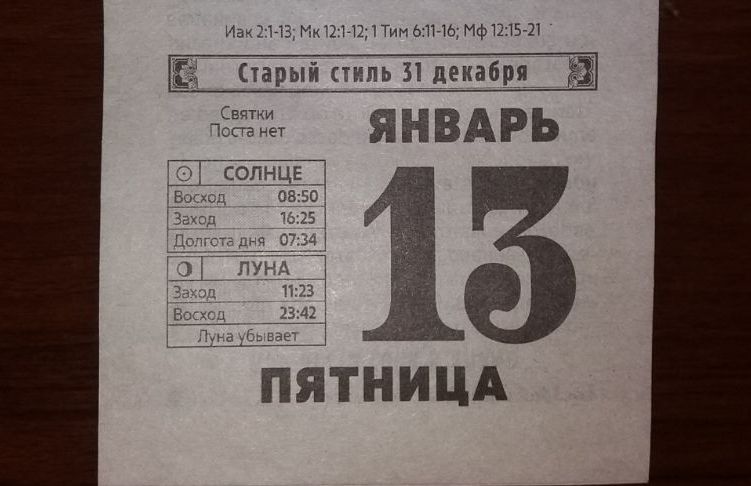 Иак 2:1-13; Мк 12:1-12; 1 Тим 6:11-16; Мф 12:15-21
Старый стиль 31 декабря
Святки
Поста нет
ЯНВАРЬ
СОЛНЦЕ
Восход 08:50
Заход 16:25
Долгота дня 07:34
ЛУНА
Заход 11:23
Восход 23:42
Луна убывает
13
ПЯТНИЦА